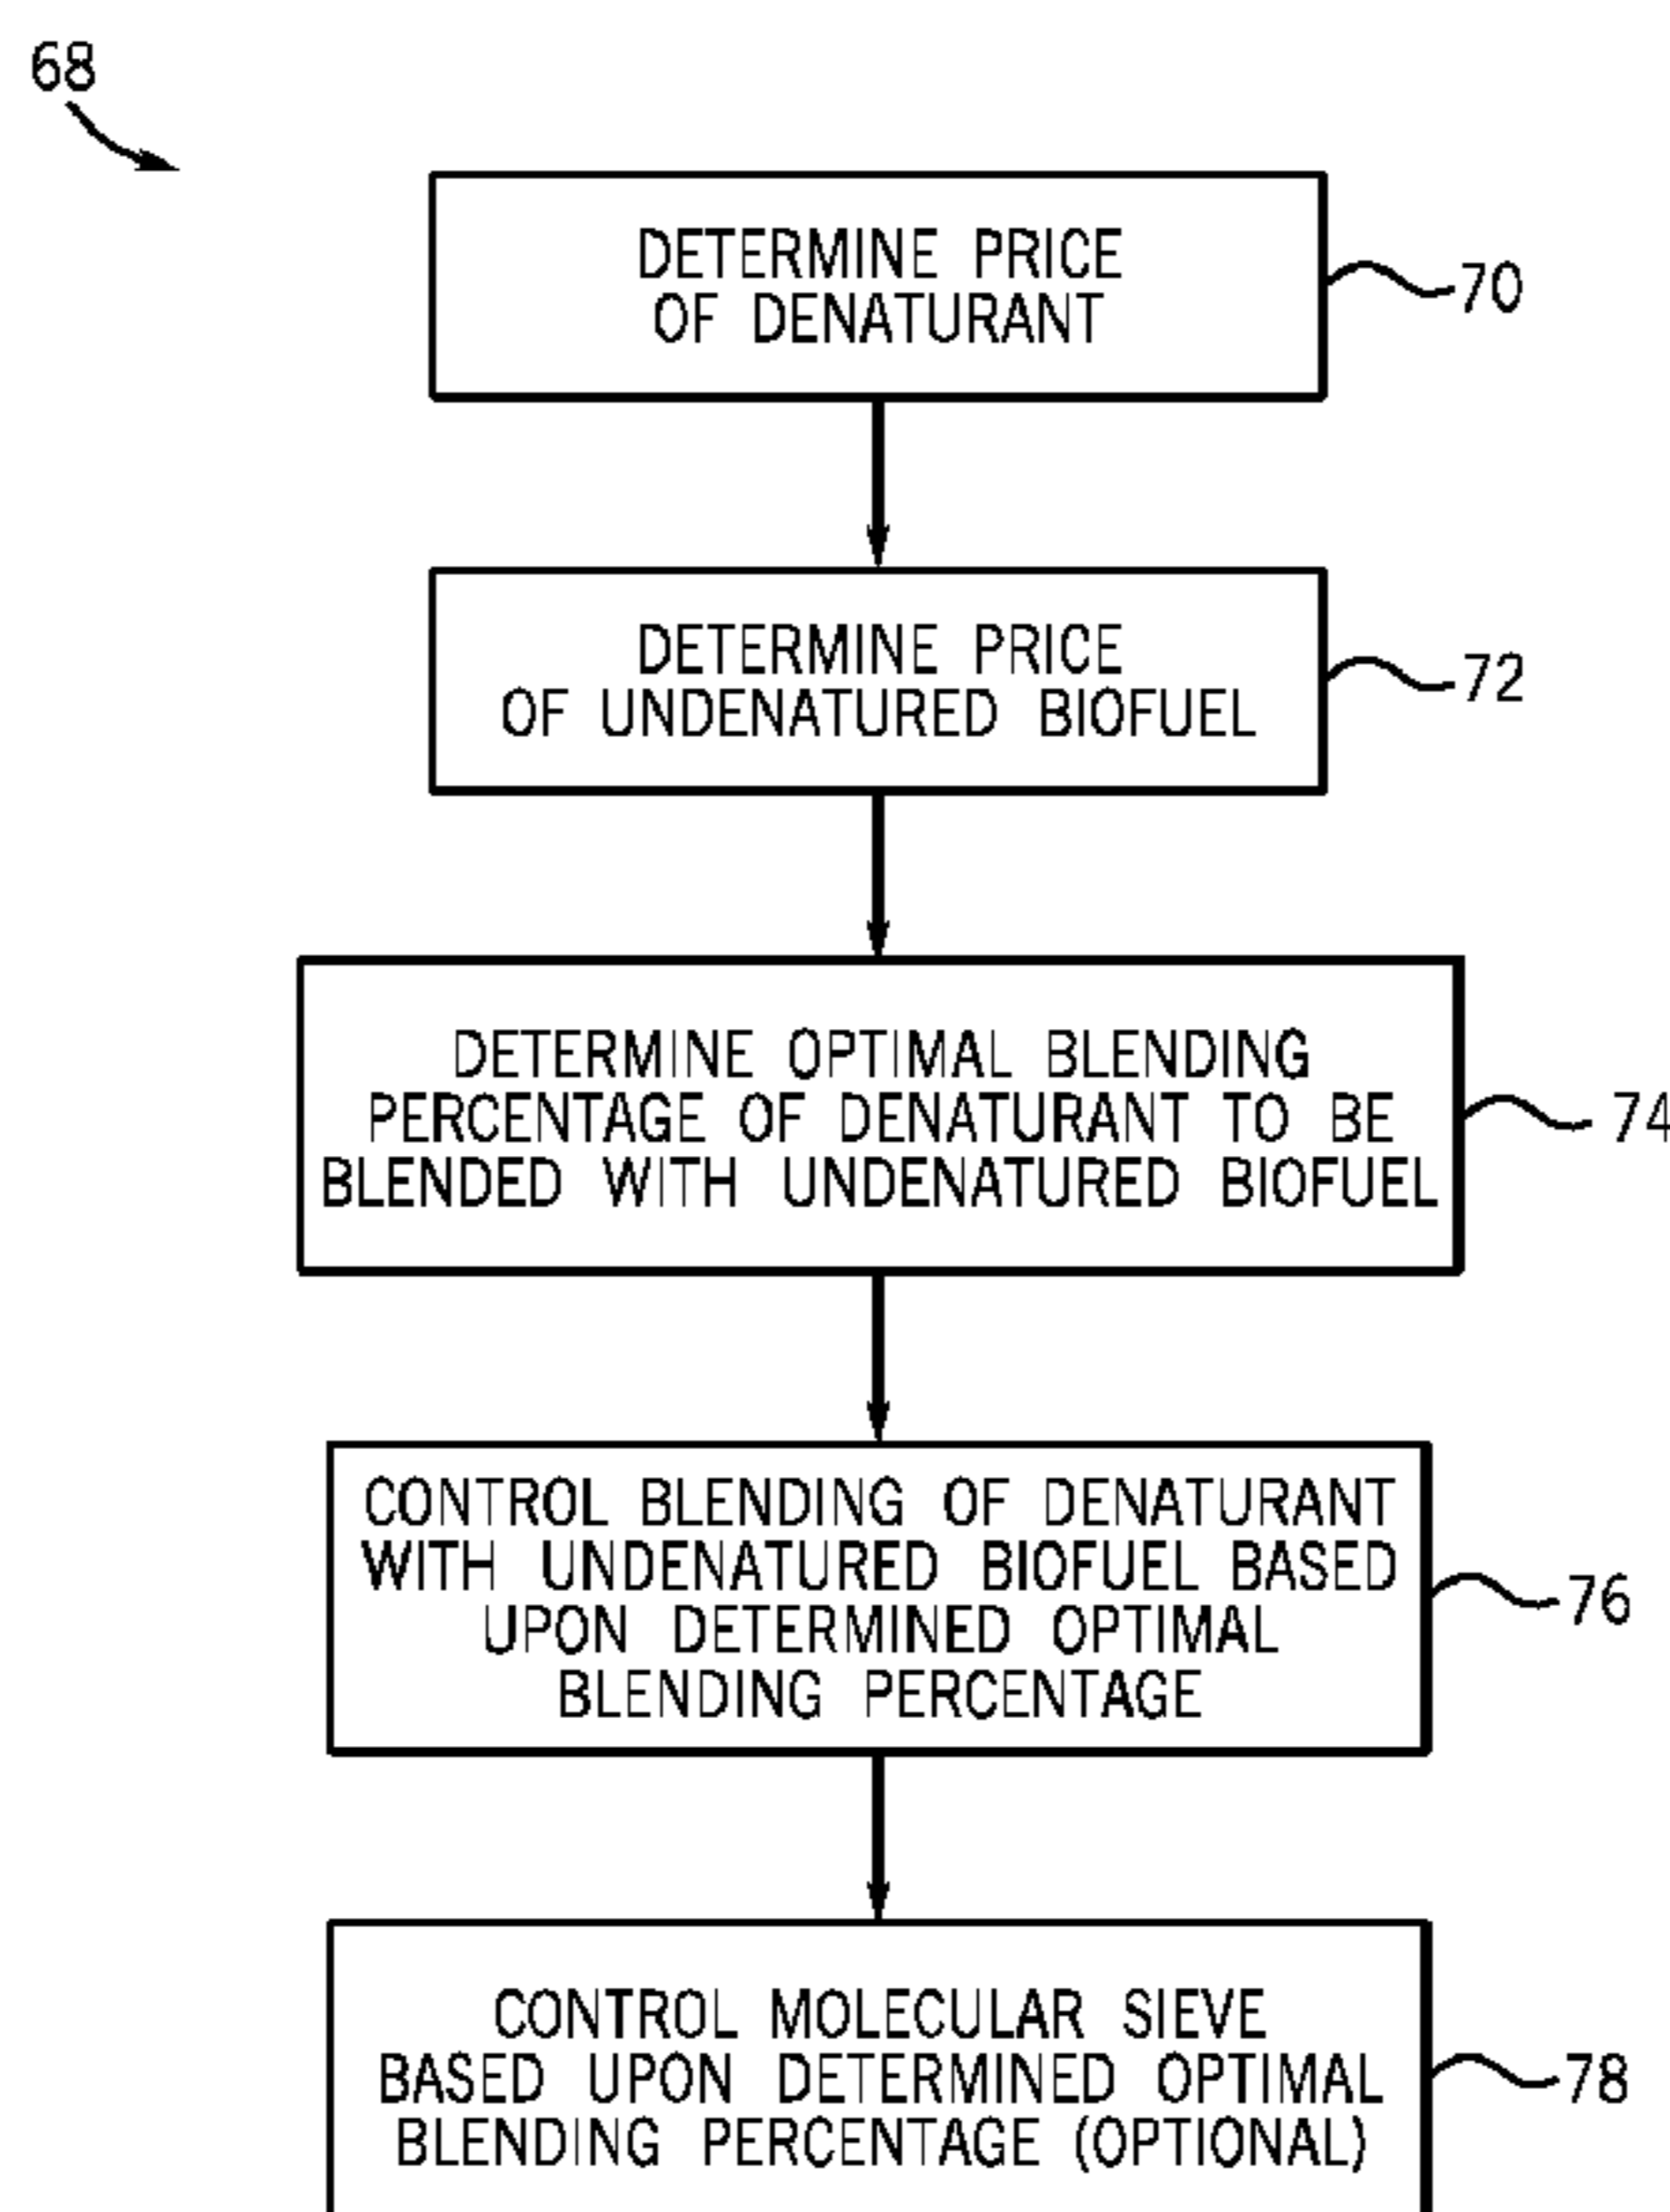 68
DETERMINE PRICE
OF DENATURANT
70
DETERMINE PRICE
OF UNDENATURED BIOFUEL
72
DETERMINE OPTIMAL BLENDING
PERCENTAGE OF DENATURANT TO BE
BLENDED WITH UNDENATURED BIOFUEL
74
CONTROL BLENDING OF DENATURANT
WITH UNDENATURED BIOFUEL BASED
UPON DETERMINED OPTIMAL
BLENDING PERCENTAGE
76
CONTROL MOLECULAR SIEVE
BASED UPON DETERMINED OPTIMAL
BLENDING PERCENTAGE (OPTIONAL)
78